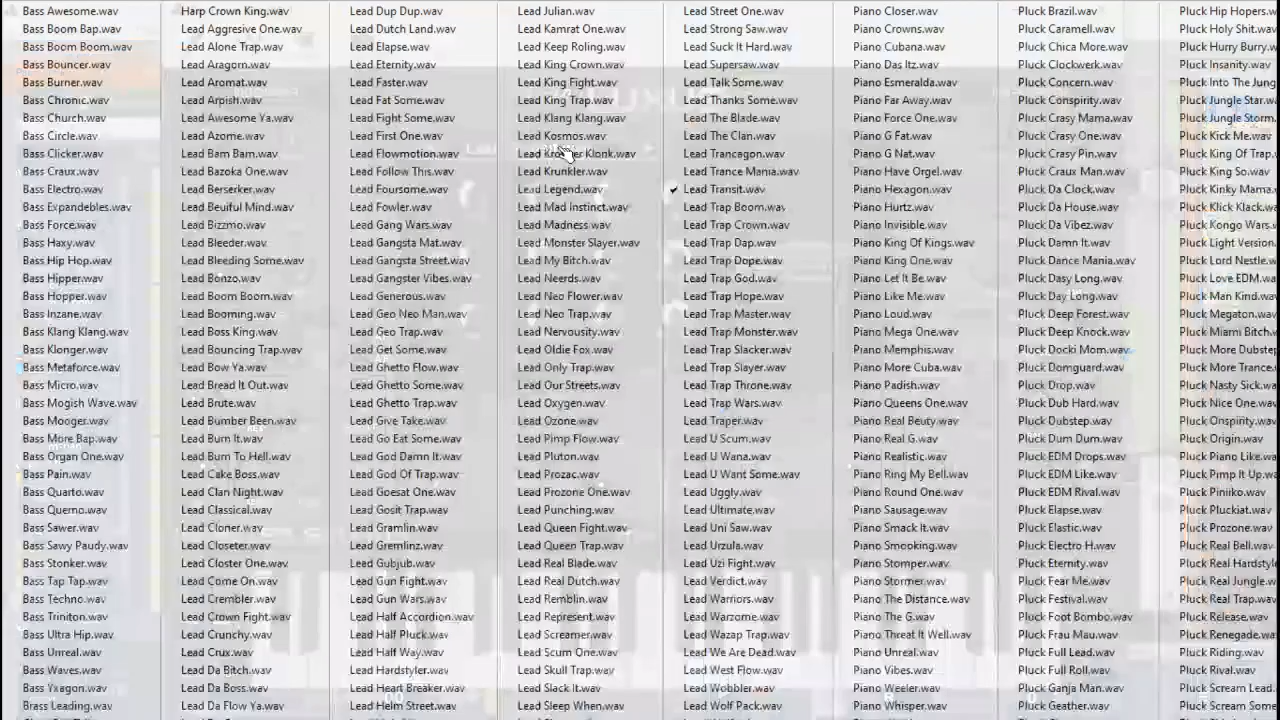 Bass Awesome.wav
Bass Boom Bap.wav
Bass Boom Boom.wav
Bass Bouncer.wav
Bass Burner.wav
Bass Chronic.wav
Bass Church.wav
Bass Circle.wav
Bass Clicker.wav
Bass Craux.wav
Bass Electro.wav
Bass Expandebles.wav
Bass Force.wav
Bass Haxy.wav
Bass Hip Hop.wav
Bass Hipper.wav
Bass Hopper.wav
Bass Inzane.wav
Bass Klang Klang.wav
Bass Klonger.wav
Bass Metaforce.wav
Bass Micro.wav
Bass Mogish Wave.wav
Bass Mooger.wav
Bass More Bap.wav
Bass Organ One.wav
Bass Pain.wav
Bass Quarto.wav
Bass Querno.wav
Bass Sawer.wav
Bass Sawy Paudy.wav
Bass Stonker.wav
Bass Tap Tap.wav
Bass Techno.wav
Bass Triniton.wav
Bass Ultra Hip.wav
Bass Unreal.wav
Bass Waves.wav
Bass Yxagon.wav
Brass Leading.wav
Harp Crown King.wav
Lead Aggresive One.wav
Lead Alone Trap.wav
Lead Aragorn.wav
Lead Aromat.wav
Lead Arpish.wav
Lead Awesome Ya.wav
Lead Azome.wav
Lead Bam Bam.wav
Lead Bazoka One.wav
Lead Berserker.wav
Lead Beuiful Mind.wav
Lead Bizmo.wav
Lead Bleeder.wav
Lead Bleeding Some.wav
Lead Bonzo.wav
Lead Boom Boom.wav
Lead Booming.wav
Lead Boss King.wav
Lead Bouncing Trap.wav
Lead Bow Ya.wav
Lead Bread It Out.wav
Lead Brute.wav
Lead Bumber Been.wav
Lead Burn It.wav
Lead Burn To Hell.wav
Lead Cake Boss.wav
Lead Clan Night.wav
Lead Classical.wav
Lead Cloner.wav
Lead Closeter.wav
Lead Closter One.wav
Lead Come On.wav
Lead Crembler.wav
Lead Crown Fight.wav
Lead Crunchy.wav
Lead Crux.wav
Lead Da Bitch.wav
Lead Da Boss.wav
Lead Da Flow Ya.wav
Lead Dup Dup.wav
Lead Dutch Land.wav
Lead Elapse.wav
Lead Eternity.wav
Lead Faster.wav
Lead Fat Some.wav
Lead Fight Some.wav
Lead First One.wav
Lead Flowmotion.wav
Lead Follow This.wav
Lead Foursome.wav
Lead Fowler.wav
Lead Gang Wars.wav
Lead Gangsta Mat.wav
Lead Gangsta Street.wav
Lead Gangster Vibes.wav
Lead Generous.wav
Lead Geo Neo Man.wav
Lead Geo Trap.wav
Lead Get Some.wav
Lead Ghetto Flow.wav
Lead Ghetto Some.wav
Lead Ghetto Trap.wav
Lead Give Take.wav
Lead Go Eat Some.wav
Lead God Damn It.wav
Lead God Of Trap.wav
Lead Goesat One.wav
Lead Gosit Trap.wav
Lead Gramlin.wav
Lead Gremlinz.wav
Lead Gubjub.wav
Lead Gun Fight.wav
Lead Gun Wars.wav
Lead Half Accordion.wav
Lead Half Pluck.wav
Lead Half Way.wav
Lead Hardstyler.wav
Lead Heart Breaker.wav
Lead Helm Street.wav
Lead Julian.wav
Lead Kamrat One.wav
Lead Keep Roling.wav
Lead King Crown.wav
Lead King Fight.wav
Lead King Trap.wav
Lead Klang Klang.wav
Lead Kosmos.wav
Lead Klonk.wav
Lead Krunkler.wav
Lead Legend.wav
Lead Mad Instinct.wav
Lead Madness.wav
Lead Monster Slayer.wav
Lead My Bitch.wav
Lead Neerds.wav
Lead Neo Flower.wav
Lead Neo Trap.wav
Lead Nervousity.wav
Lead Oldie Fox.wav
Lead Only Trap.wav
Lead Our Streets.wav
Lead Oxygen.wav
Lead Ozone.wav
Lead Pimp Flow.wav
Lead Pluton.wav
Lead Prozac.wav
Lead Prozone One.wav
Lead Punching.wav
Lead Queen Fight.wav
Lead Queen Trap.wav
Lead Real Blade.wav
Lead Real Dutch.wav
Lead Remblin.wav
Lead Represent.wav
Lead Screamer.wav
Lead Scum One.wav
Lead Skull Trap.wav
Lead Slack It.wav
Lead Sleep When.wav
Lead Street One.wav
Lead Strong Saw.wav
Lead Suck It Hard.wav
Lead Supersaw.wav
Lead Talk Some.wav
Lead Thanks Some.wav
Lead The Blade.wav
Lead The Clan.wav
Lead Trancagon.wav
Lead Trance Mania.wav
✔ Lead Transit.wav
Lead Trap Boom.wav
Lead Trap Crown.wav
Lead Trap Dap.wav
Lead Trap Dope.wav
Lead Trap God.wav
Lead Trap Hope.wav
Lead Trap Master.wav
Lead Trap Monster.wav
Lead Trap Slacker.wav
Lead Trap Slayer.wav
Lead Trap Throne.wav
Lead Trap Wars.wav
Lead Traper.wav
Lead U Scum.wav
Lead U Wana.wav
Lead U Want Some.wav
Lead Uggly.wav
Lead Ultimate.wav
Lead Uni Saw.wav
Lead Urzula.wav
Lead Uzi Fight.wav
Lead Verdict.wav
Lead Warriors.wav
Lead Warzome.wav
Lead Wazap Trap.wav
Lead We Are Dead.wav
Lead West Flow.wav
Lead Wobbler.wav
Lead Wolf Pack.wav
Piano Closer.wav
Piano Crowns.wav
Piano Cubana.wav
Piano Das Itz.wav
Piano Esmeralda.wav
Piano Far Away.wav
Piano Force One.wav
Piano G Fat.wav
Piano G Nat.wav
Piano Have Orgel.wav
Piano Hexagon.wav
Piano Hurtz.wav
Piano Invisible.wav
Piano King Of Kings.wav
Piano King One.wav
Piano Let It Be.wav
Piano Like Me.wav
Piano Loud.wav
Piano Mega One.wav
Piano Memphis.wav
Piano More Cuba.wav
Piano Padish.wav
Piano Queens One.wav
Piano Real Beuty.wav
Piano Real G.wav
Piano Realistic.wav
Piano Ring My Bell.wav
Piano Round One.wav
Piano Sausage.wav
Piano Smack It.wav
Piano Smooking.wav
Piano Stomper.wav
Piano Stormer.wav
Piano The Distance.wav
Piano The G.wav
Piano Threat It Well.wav
Piano Unreal.wav
Piano Vibes.wav
Piano Weeler.wav
Piano Whisper.wav
Pluck Brazil.wav
Pluck Caramell.wav
Pluck Chica More.wav
Pluck Clockwerk.wav
Pluck Concern.wav
Pluck Conspirity.wav
Pluck Crasy Mama.wav
Pluck Crasy One.wav
Pluck Crasy Pin.wav
Pluck Craux Man.wav
Pluck Da Clock.wav
Pluck Da House.wav
Pluck Da Vibez.wav
Pluck Damn It.wav
Pluck Dance Mania.wav
Pluck Dasy Long.wav
Pluck Day Long.wav
Pluck Deep Forest.wav
Pluck Deep Knock.wav
Pluck Docki Mom.wav
Pluck Domguard.wav
Pluck Drop.wav
Pluck Dub Hard.wav
Pluck Dubstep.wav
Pluck Dum Dum.wav
Pluck EDM Drops.wav
Pluck EDM Like.wav
Pluck EDM Rival.wav
Pluck Elapse.wav
Pluck Elastic.wav
Pluck Electro H.wav
Pluck Eternity.wav
Pluck Fear Me.wav
Pluck Festival.wav
Pluck Foot Bombo.wav
Pluck Frau Mau.wav
Pluck Full Lead.wav
Pluck Full Roll.wav
Pluck Ganja Man.wav
Pluck Geather.wav
Pluck Hip Hopers.w
Pluck Holy Shit.wav
Pluck Hurry Burry.w
Pluck Insanity.wav
Pluck Into The Jung
Pluck Jungle Star.wa
Pluck Jungle Storm.
Pluck Kick Me.wav
Pluck King Of Trap.
Pluck King So.wav
Pluck Kinky Mama.
Pluck Klick Klack.wa
Pluck Kongo Wars.
Pluck Light Version.
Pluck Lord Nestle.w
Pluck Love EDM.wa
Pluck Man Kind.wav
Pluck Megaton.wav
Pluck Miami Bitch.
Pluck More Dubstep
Pluck More Trance.
Pluck Nasty Sick.wa
Pluck Nice One.wav
Pluck Onspirity.wav
Pluck Origin.wav
Pluck Piano Like.wa
Pluck Pimp It Up.wa
Pluck Piniiko.wav
Pluck Pluckiat.wav
Pluck Prozone.wav
Pluck Real Bell.wav
Pluck Real Hardstyl
Pluck Real Jungle.w
Pluck Real Trap.wav
Pluck Release.wav
Pluck Renegade.wa
Pluck Riding.wav
Pluck Rival.wav
Pluck Scream Lead.
Pluck Scream Some